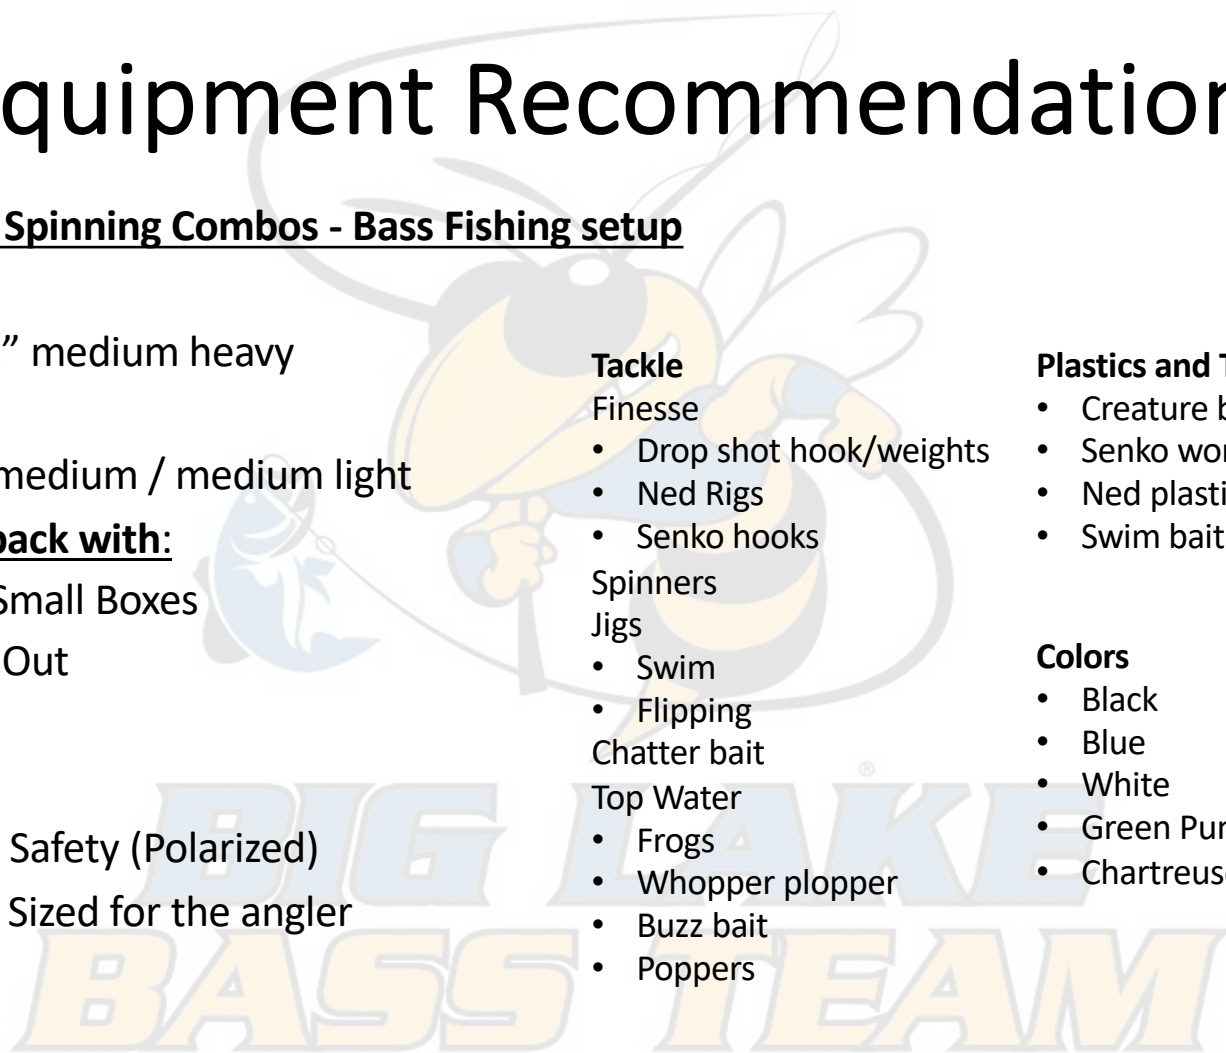 quipment Recommendation
Spinning Combos - Bass Fishing setup
” medium heavy
medium / medium light
pack with:
Small Boxes
Out
Safety (Polarized)
Sized for the angler
Tackle
Finesse
• Drop shot hook/weights
• Ned Rigs
• Senko hooks
Spinners
Jigs
• Swim
• Flipping
Chatter bait
Top Water
• Frogs
• Whopper plopper
• Buzz bait
• Poppers
Plastics and T
• Creature b
• Senko wor
• Ned plasti
• Swim bait
Colors
• Black
• Blue
• White
• Green Pu
• Chartreus
BIG LAKE ®
BASS TEAM